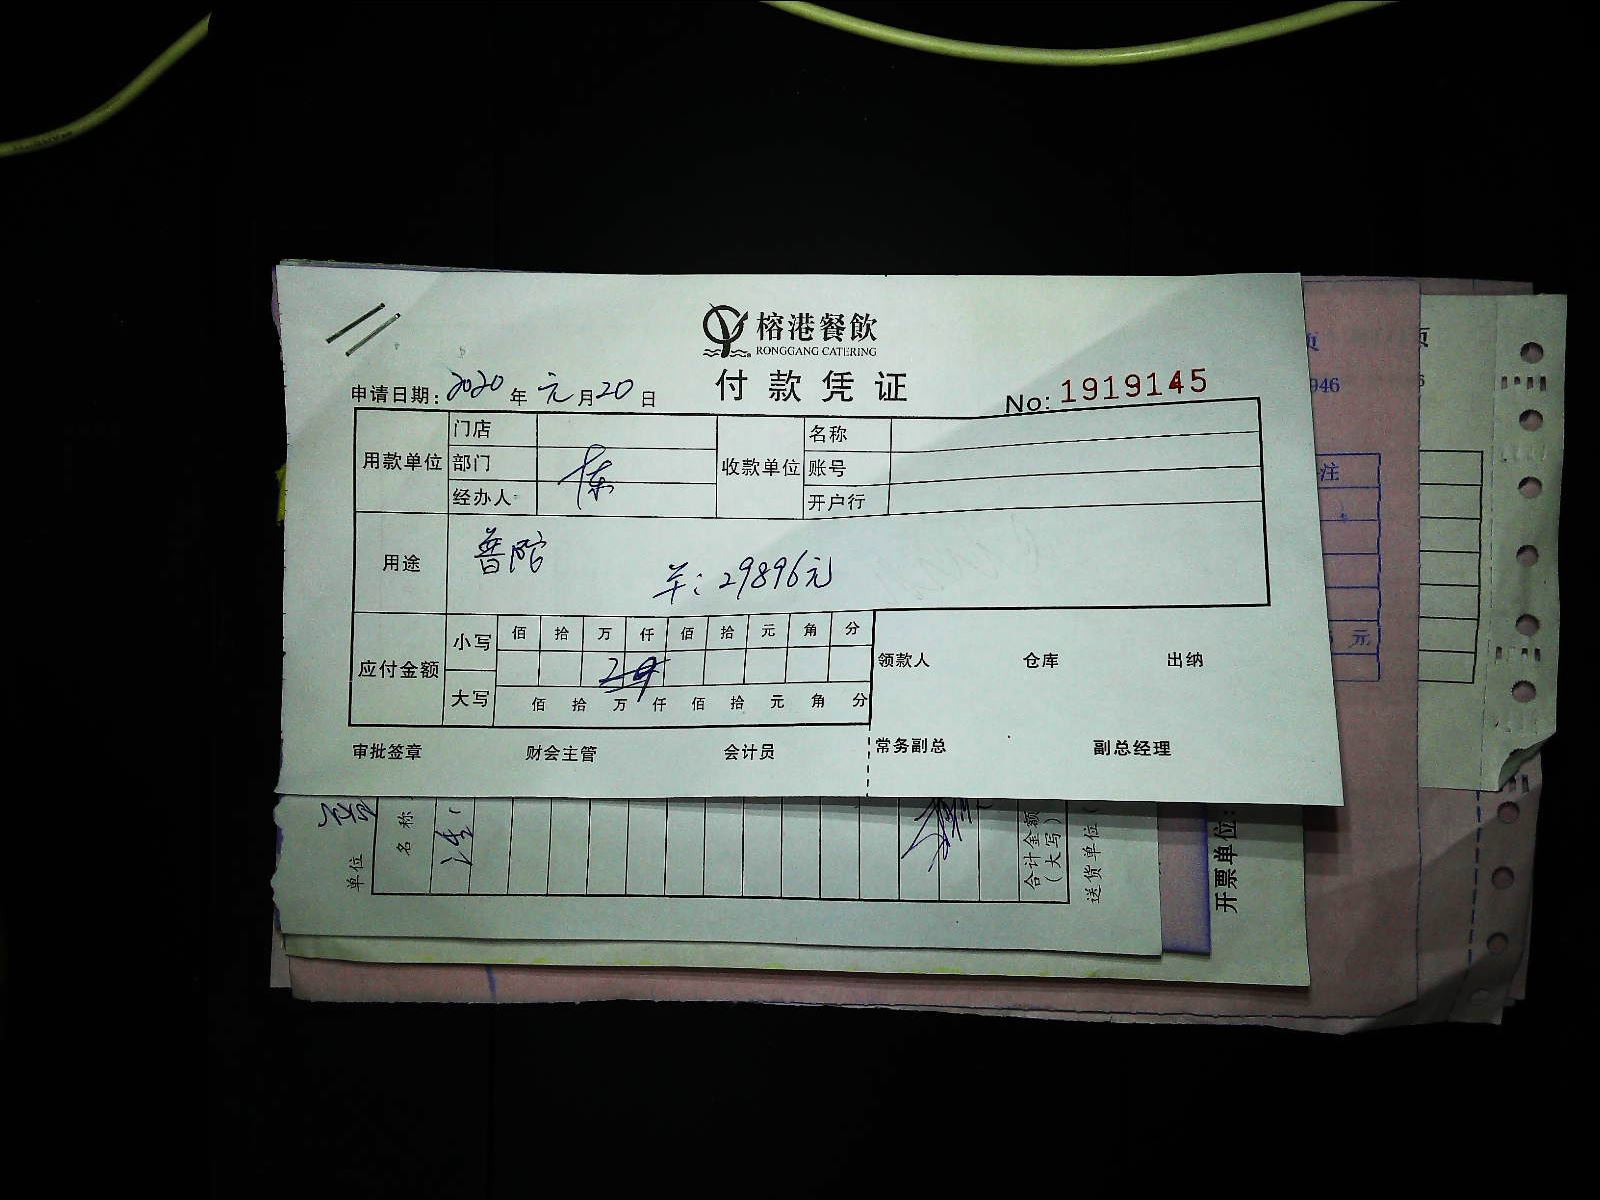 榕港餐飲
RONGGANG CATERING
付款凭证
申请日期: 2020 年 元 月 20 日
No: 1919145
用款单位 门店 收款单位 名称
部门 账号
经办人 开户行
用途 普陀
羊: 29896元
应付金额 小写 佰 拾 万 仟 佰 拾 元 角 分
大写 佰 拾 万 仟 佰 拾 元 角 分
领款人 仓库 出纳
审批签章 财会主管 会计员 常务副总 副总经理
946
注
元
单位
名称
合计金额
(大写)
送货单位(
开票单位: